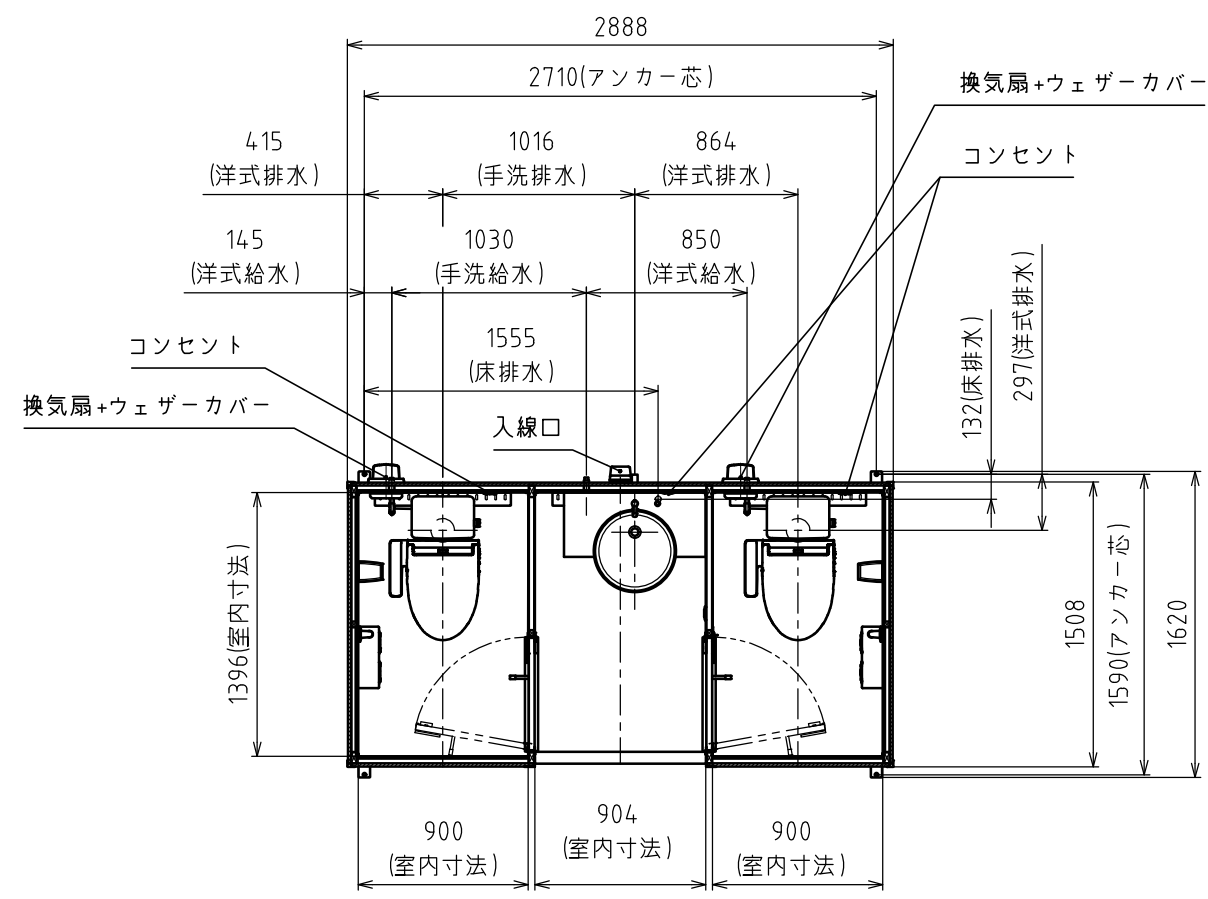 2888
2710(アンカー芯)
換気扇+ウェザーカバー
415
(洋式排水)
1016
(手洗排水)
864
(洋式排水)
コンセント
145
(洋式給水)
1030
(手洗給水)
850
(洋式給水)
1555
(床排水)
コンセント
換気扇+ウェザーカバー
入線口
132(床排水)
297(洋式排水)
1396(室内寸法)
1508
1590(アンカー芯)
1620
900
(室内寸法)
904
(室内寸法)
900
(室内寸法)